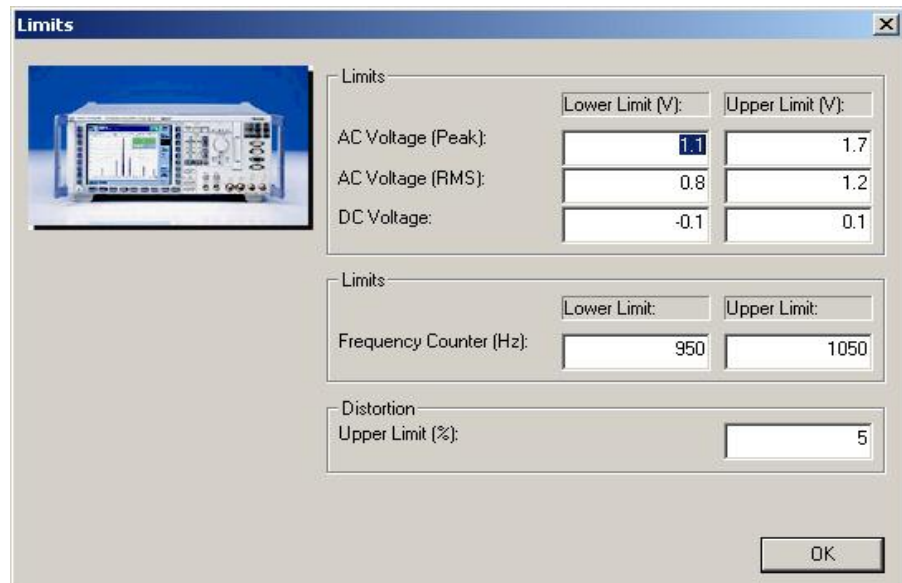 Limits
Limits
Lower Limit (V): Upper Limit (V):
AC Voltage (Peak): 1.1 1.7
AC Voltage (RMS): 0.8 1.2
DC Voltage: -0.1 0.1
Limits
Lower Limit: Upper Limit:
Frequency Counter (Hz): 950 1050
Distortion
Upper Limit (%): 5
OK